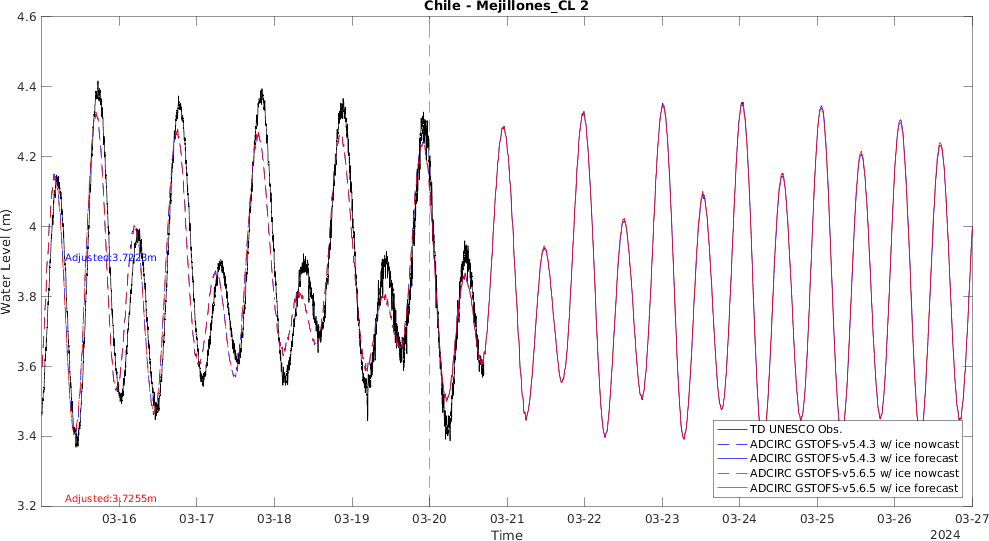 Chile - Mejillones_CL 2
4.6
4.4
4.2
4
3.8
3.6
3.4
3.2
Water Level (m)
Adjusted:3.7223m
Adjusted:3.7255m
TD UNESCO Obs.
ADCIRC GSTOFS-v5.4.3 w/ ice nowcast
ADCIRC GSTOFS-v5.4.3 w/ ice forecast
ADCIRC GSTOFS-v5.6.5 w/ ice nowcast
ADCIRC GSTOFS-v5.6.5 w/ ice forecast
03-16 03-17 03-18 03-19 03-20 03-21 03-22 03-23 03-24 03-25 03-26 03-27
Time
2024